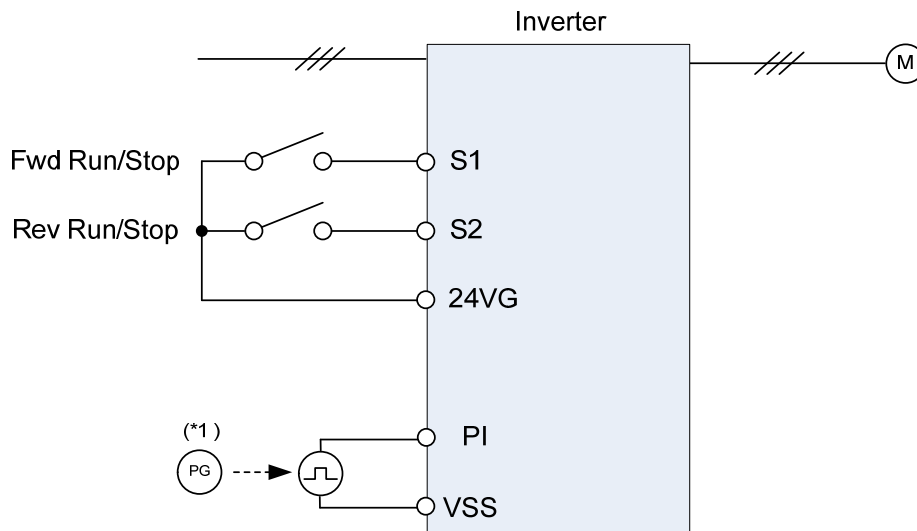 Inverter
M
Fwd Run/Stop
S1
Rev Run/Stop
S2
24VG
(*1)
PI
PG
VSS